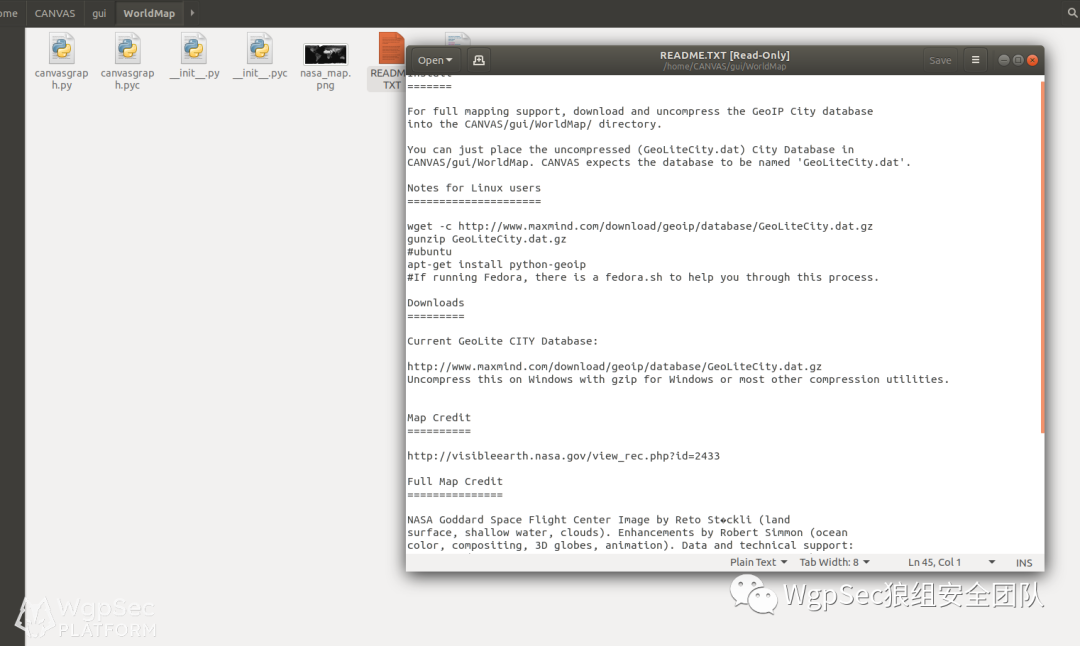 ome CANVAS gui WorldMap
canvasgrap
h.py
canvasgrap
h.pyc
__init__.py
__init__.pyc
nasa_map.
png
README.
TXT
Open
README.TXT [Read-Only]
/home/CANVAS/gui/WorldMap
Save
Install
=======
For full mapping support, download and uncompress the GeoIP City database
into the CANVAS/gui/WorldMap/ directory.
You can just place the uncompressed (GeoLiteCity.dat) City Database in
CANVAS/gui/WorldMap. CANVAS expects the database to be named 'GeoLiteCity.dat'.
Notes for Linux users
=====================
wget -c http://www.maxmind.com/download/geoip/database/GeoLiteCity.dat.gz
gunzip GeoLiteCity.dat.gz
#ubuntu
apt-get install python-geoip
#If running Fedora, there is a fedora.sh to help you through this process.
Downloads
=========
Current GeoLite CITY Database:
http://www.maxmind.com/download/geoip/database/GeoLiteCity.dat.gz
Uncompress this on Windows with gzip for Windows or most other compression utilities.
Map Credit
==========
http://visibleearth.nasa.gov/view_rec.php?id=2433
Full Map Credit
===============
NASA Goddard Space Flight Center Image by Reto St�ckli (land
surface, shallow water, clouds). Enhancements by Robert Simmon (ocean
color, compositing, 3D globes, animation). Data and technical support:
Plain Text Tab Width: 8 Ln 45, Col 1 INS
WgpSec狼组安全团队
WgpSec
PLATFORM